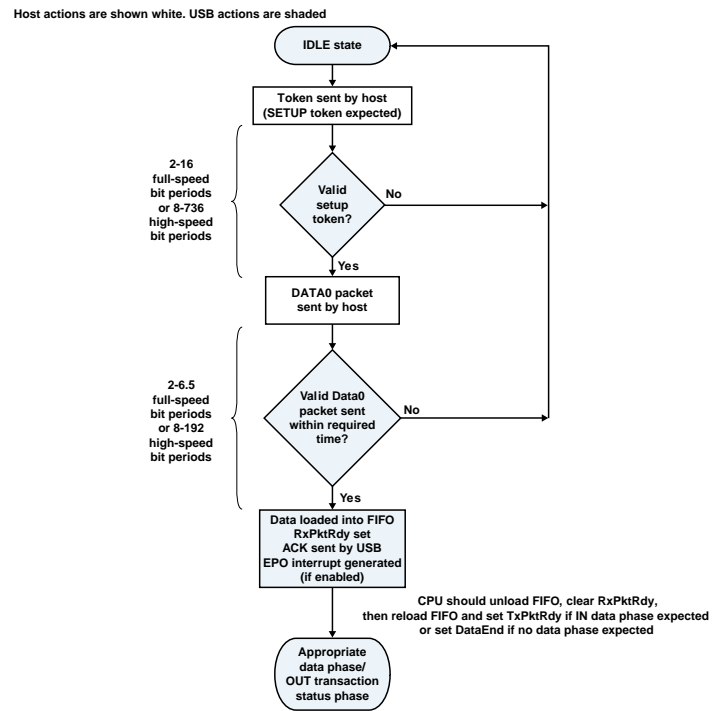 Host actions are shown white. USB actions are shaded
IDLE state
Token sent by host
(SETUP token expected)
2-16
full-speed
bit periods
or 8-736
high-speed
bit periods
Valid
setup
token?
No
Yes
DATA0 packet
sent by host
2-6.5
full-speed
bit periods
or 8-192
high-speed
bit periods
Valid Data0
packet sent
within required
time?
No
Yes
Data loaded into FIFO
RxPktRdy set
ACK sent by USB
EPO interrupt generated
(if enabled)
CPU should unload FIFO, clear RxPktRdy,
then reload FIFO and set TxPktRdy if IN data phase expected
or set DataEnd if no data phase expected
Appropriate
data phase/
OUT transaction
status phase